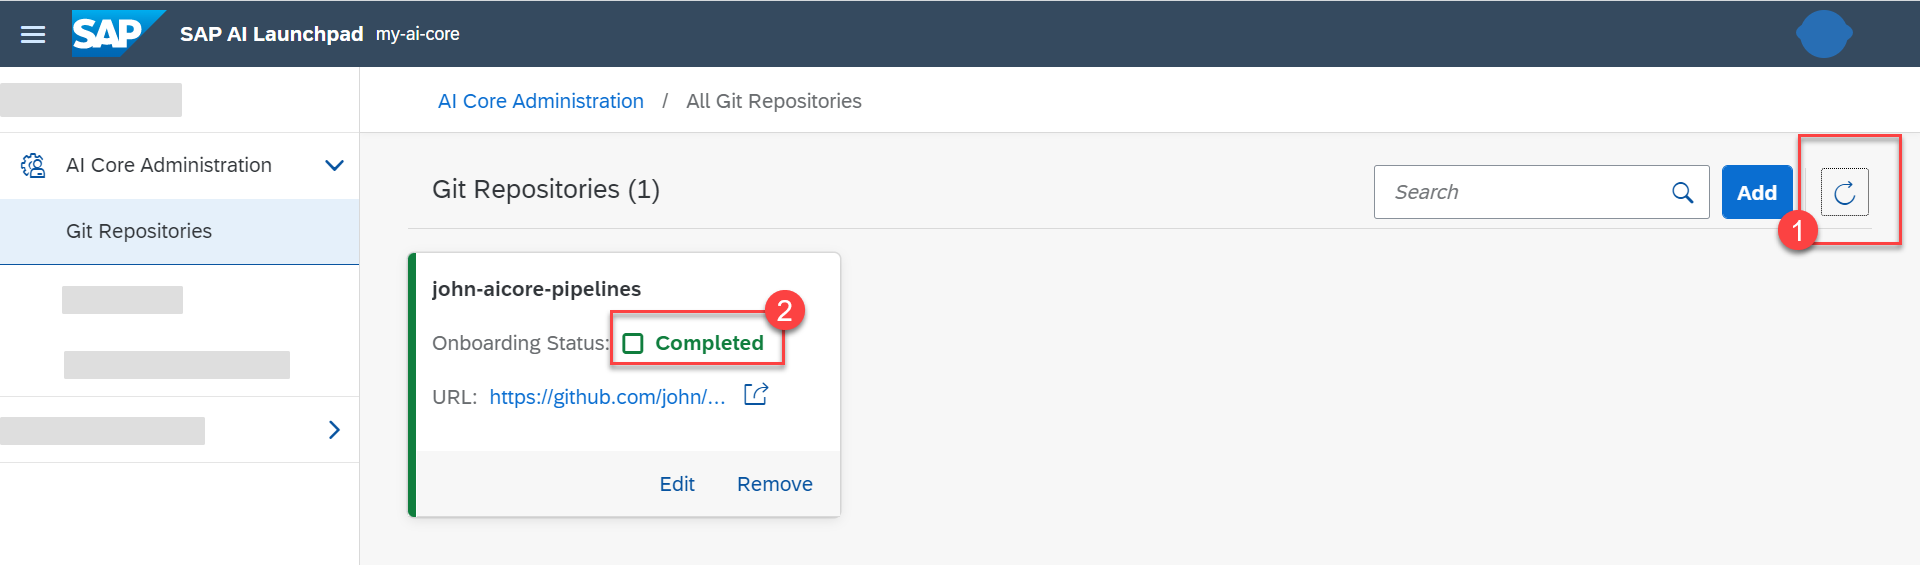 SAP SAP AI Launchpad my-ai-core
AI Core Administration / All Git Repositories
AI Core Administration
Git Repositories
Git Repositories (1)
Search
Add
1
john-aicore-pipelines
2
Onboarding Status: Completed
URL: https://github.com/john/...
Edit Remove